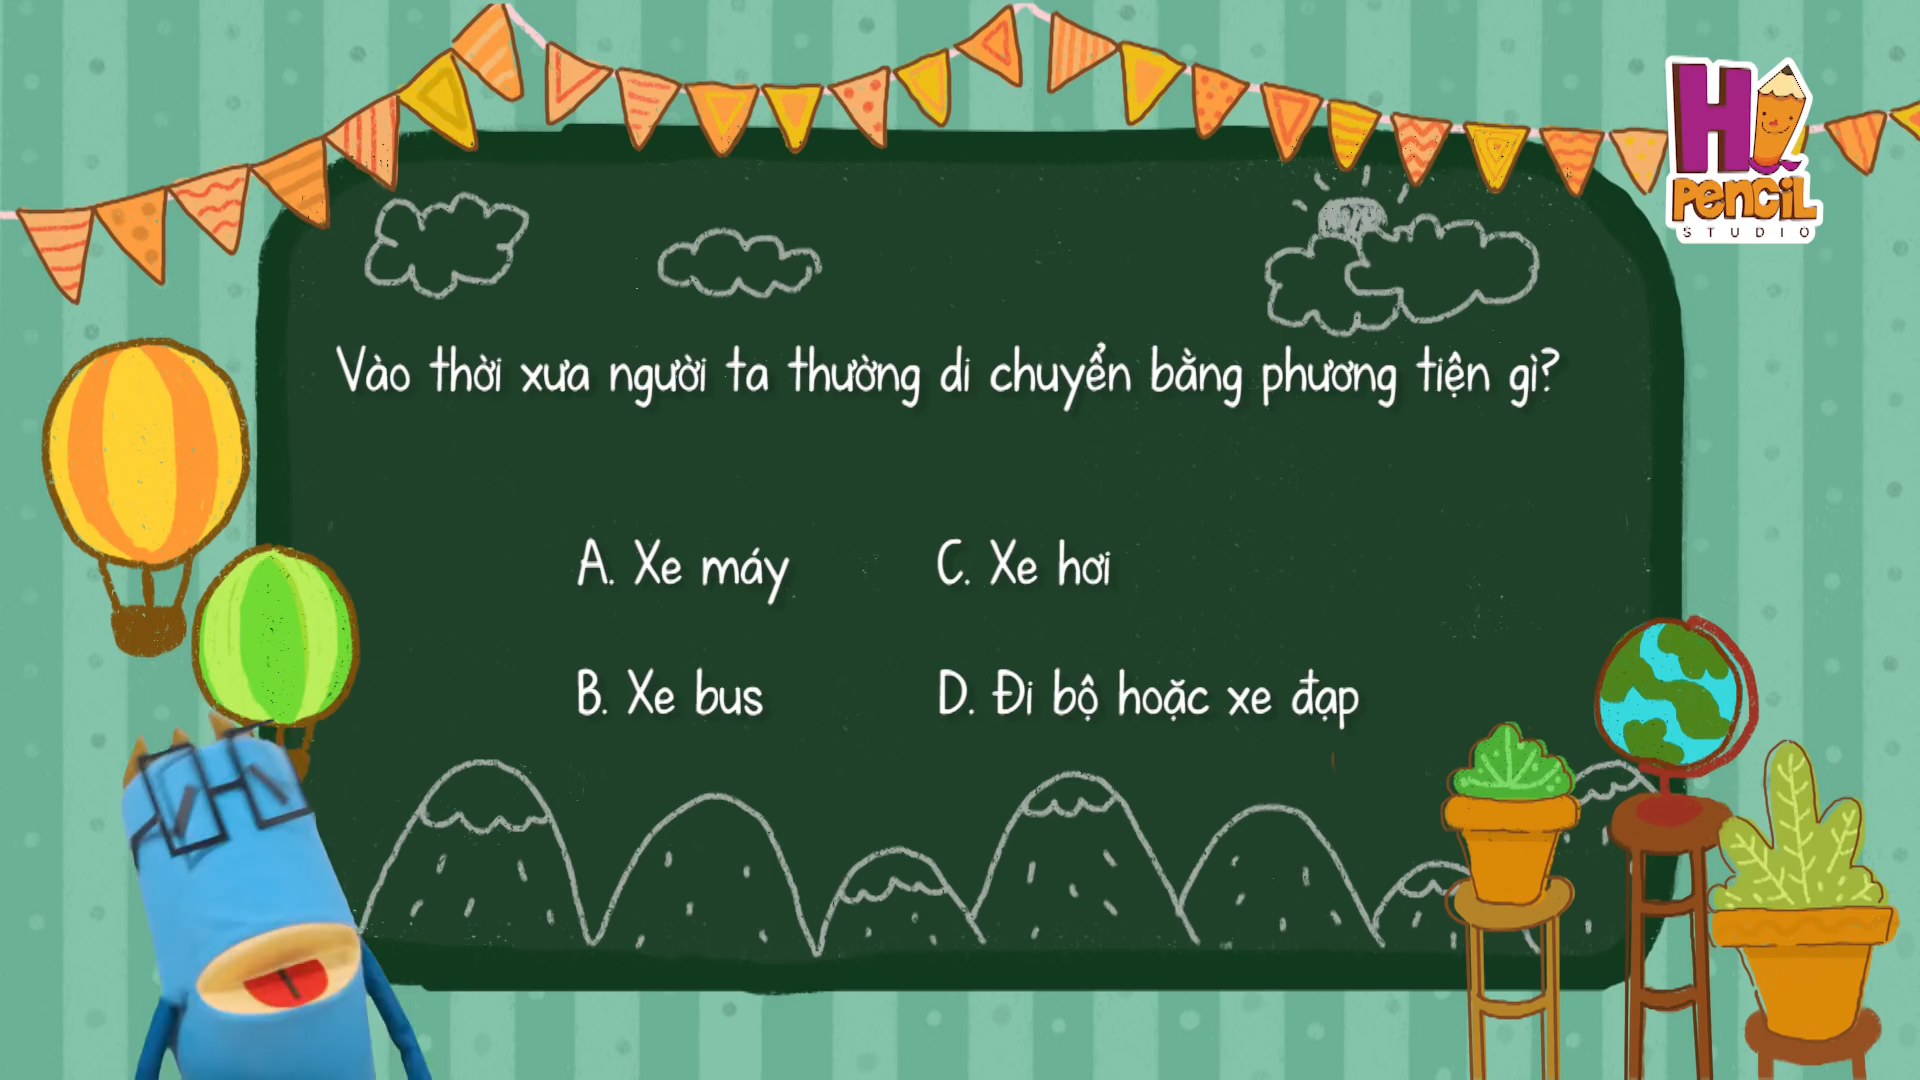 Hi
PENCIL
STUDIO
Vào thời xưa người ta thường di chuyển bằng phương tiện gì?
A. Xe máy
B. Xe bus
C. Xe hơi
D. Đi bộ hoặc xe đạp